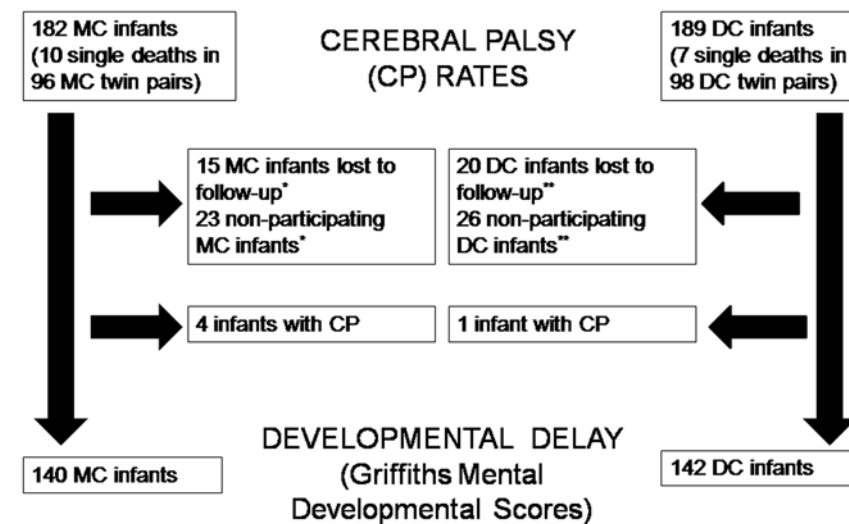 182 MC infants
(10 single deaths in
96 MC twin pairs)
CEREBRAL PALSY
(CP) RATES
189 DC infants
(7 single deaths in
98 DC twin pairs)
15 MC infants lost to
follow-up*
23 non-participating
MC infants*
20 DC infants lost to
follow-up**
26 non-participating
DC infants**
4 infants with CP
1 infant with CP
140 MC infants
DEVELOPMENTAL DELAY
(Griffiths Mental
Developmental Scores)
142 DC infants